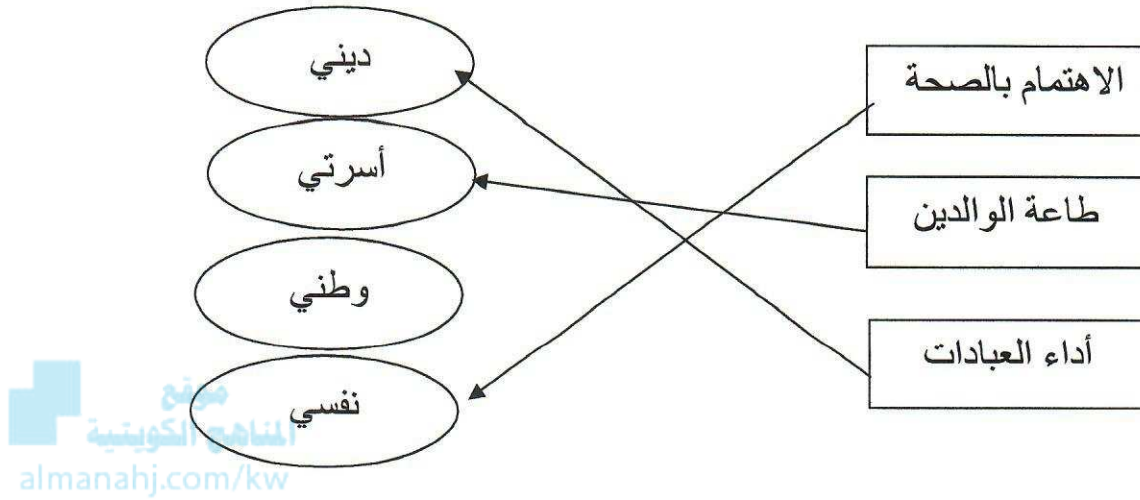 الاهتمام بالصحة
طاعة الوالدين
أداء العبادات
ديني
أسرتي
وطني
نفسي
موقع
المناهج الكويتية
almanahj.com/kw